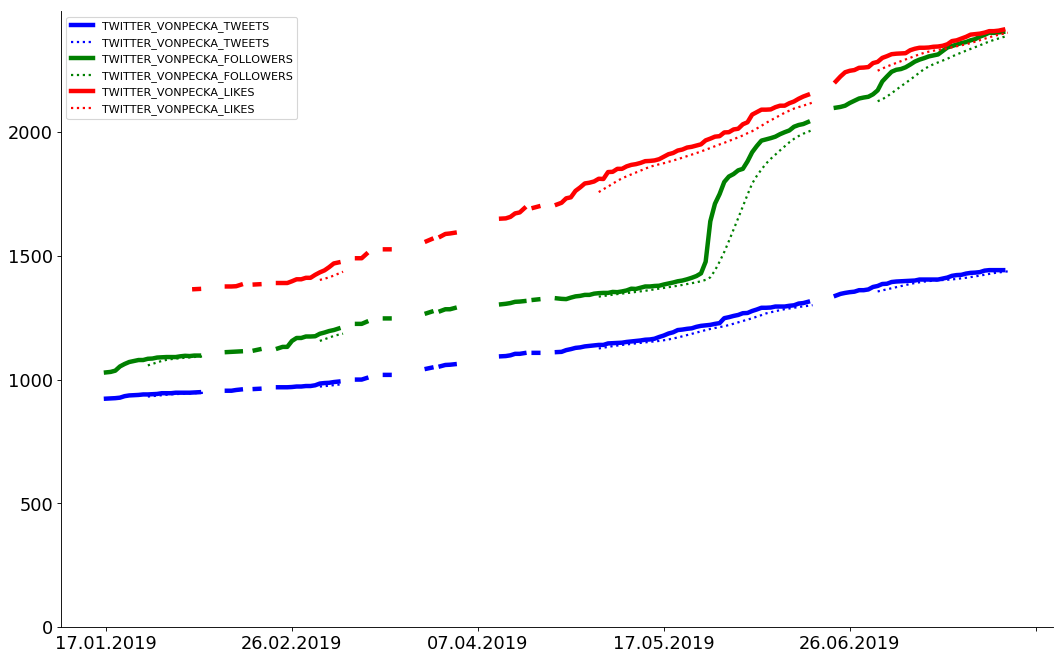 TWITTER_VONPECKA_TWEETS
TWITTER_VONPECKA_TWEETS
TWITTER_VONPECKA_FOLLOWERS
TWITTER_VONPECKA_FOLLOWERS
TWITTER_VONPECKA_LIKES
TWITTER_VONPECKA_LIKES
2000
1500
1000
500
0
17.01.2019 26.02.2019 07.04.2019 17.05.2019 26.06.2019